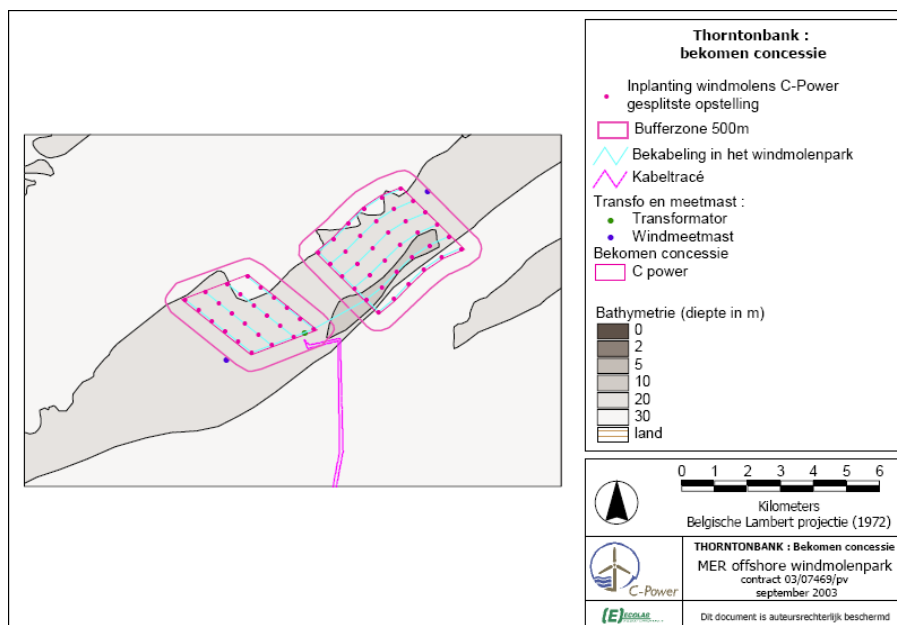 Thorntonbank :
bekomen concessie
Inplanting windmolens C-Power
gesplitste opstelling
Bufferzone 500m
Bekabeling in het windmolenpark
Kabeltracé
Transfo en meetmast :
Transformator
Windmeetmast
Bekomen concessie
C power
Bathymetrie (diepte in m)
0
2
5
10
20
30
land
0 1 2 3 4 5 6
Kilometers
Belgische Lambert projectie (1972)
THORNTONBANK : Bekomen concessie
MER offshore windmolenpark
contract 03/07469/pv
september 2003
C-Power
ECOLAS
Dit document is auteursrechterlijk beschermd